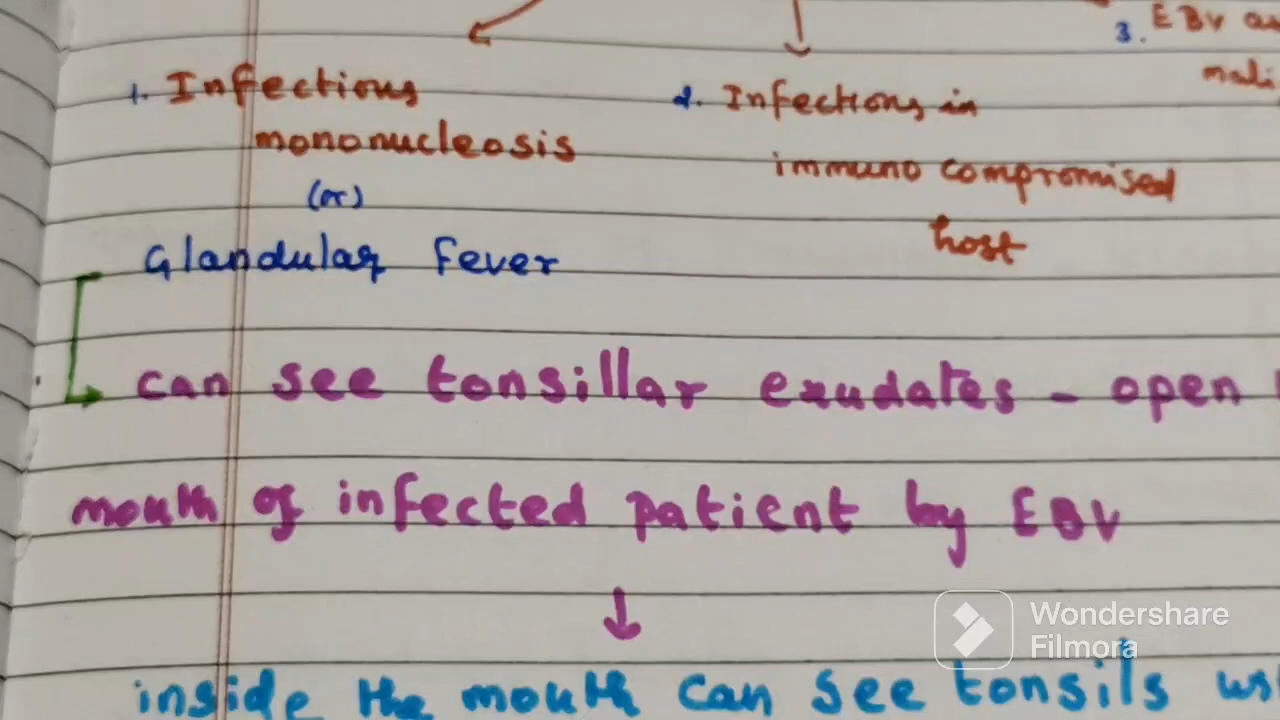 3. EBV
1. Infectious
mononucleosis
(or)
Glandular Fever
2. Infections in
immuno compromised
host
can see tonsillar exudates - open
mouth of infected patient by EBV
↓
inside the mouth can see tonsils
Wondershare
Filmora